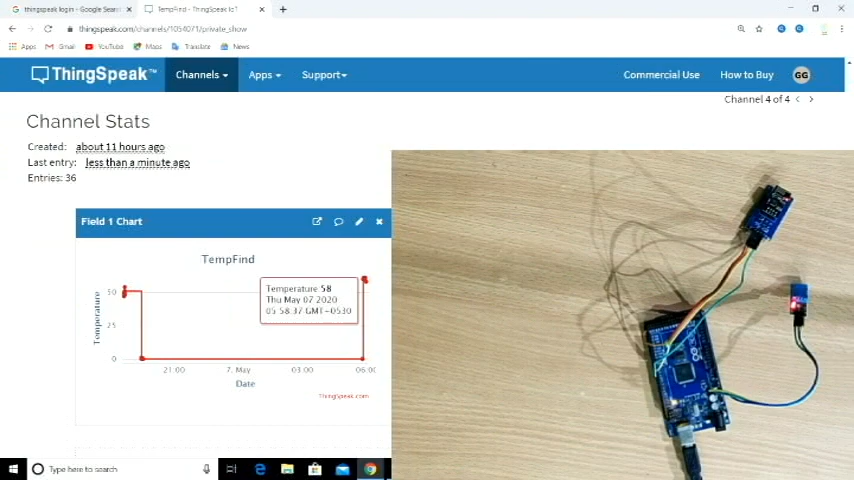 thingspeak login - Google Sear
TempFind - ThingSpeak IoT
thingspeak.com/channels/1054071/private_show
Apps
Gmail
YouTube
Maps
Translate
News
ThingSpeak™
Channels
Apps
Support
Commercial Use
How to Buy
GG
Channel 4 of 4
Channel Stats
Created: about 11 hours ago
Last entry: less than a minute ago
Entries: 36
Field 1 Chart
TempFind
Temperature 58
Thu May 07 2020
05:58:37 GMT+0530
Temperature
50
25
0
21:00
7. May
03:00
06:00
Date
ThingSpeak.com
Type here to search